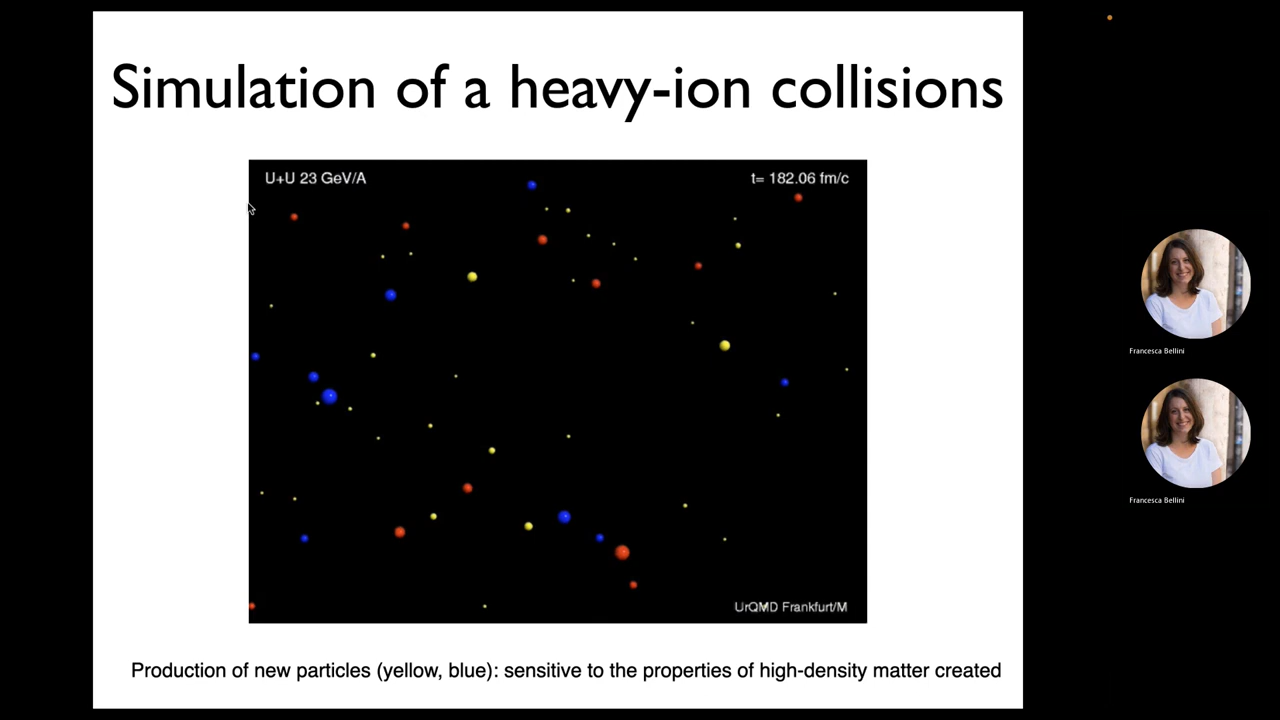 Simulation of a heavy-ion collisions
U+U 23 GeV/A
t= 182.06 fm/c
UrQMD Frankfurt/M
Production of new particles (yellow, blue): sensitive to the properties of high-density matter created
Francesca Bellini
Francesca Bellini